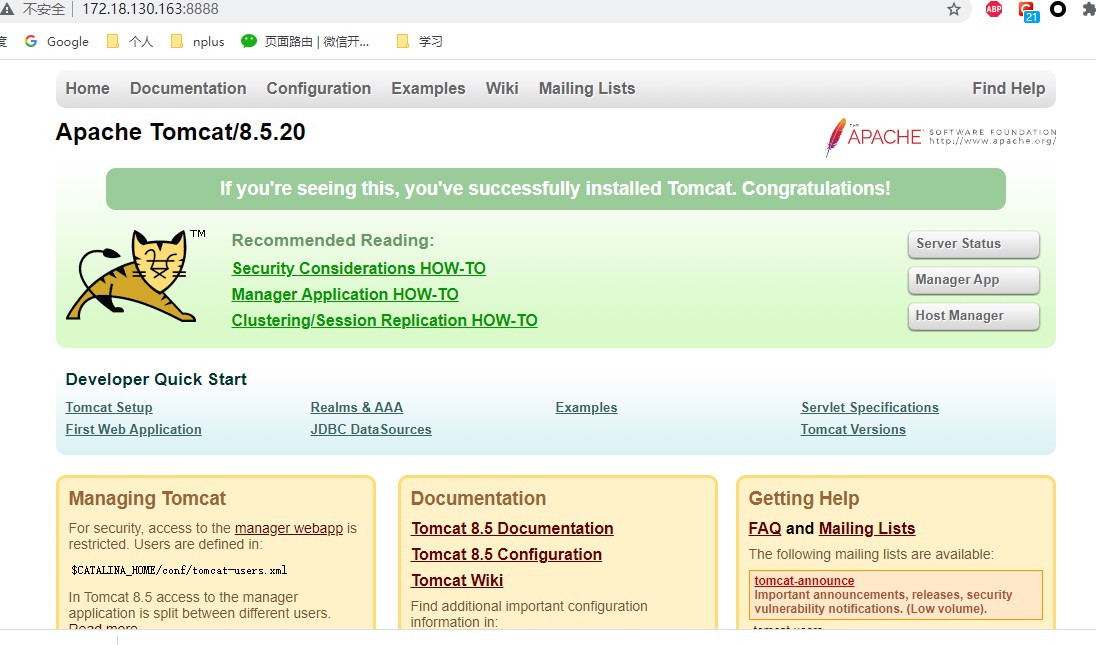 不安全 172.18.130.163:8888
ABP
21
Google 个人 nplus 页面路由 | 微信开... 学习
Home Documentation Configuration Examples Wiki Mailing Lists Find Help
Apache Tomcat/8.5.20
THE APACHE SOFTWARE FOUNDATION
http://www.apache.org/
If you're seeing this, you've successfully installed Tomcat. Congratulations!
TM
Recommended Reading:
Security Considerations HOW-TO
Manager Application HOW-TO
Clustering/Session Replication HOW-TO
Server Status
Manager App
Host Manager
Developer Quick Start
Tomcat Setup
First Web Application
Realms & AAA
JDBC DataSources
Examples
Servlet Specifications
Tomcat Versions
Managing Tomcat
For security, access to the manager webapp is
restricted. Users are defined in:
$CATALINA_HOME/conf/tomcat-users.xml
In Tomcat 8.5 access to the manager
application is split between different users.
Read more
Documentation
Tomcat 8.5 Documentation
Tomcat 8.5 Configuration
Tomcat Wiki
Find additional important configuration
information in:
Getting Help
FAQ and Mailing Lists
The following mailing lists are available:
tomcat-announce
Important announcements, releases, security
vulnerability notifications. (Low volume).